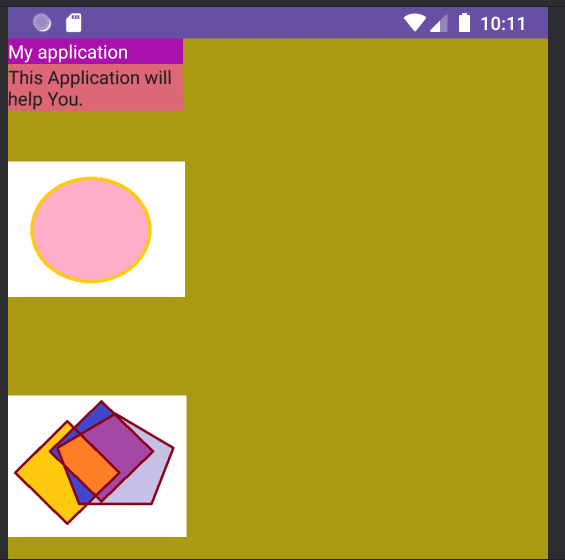 10:11
My application
This Application will
help You.